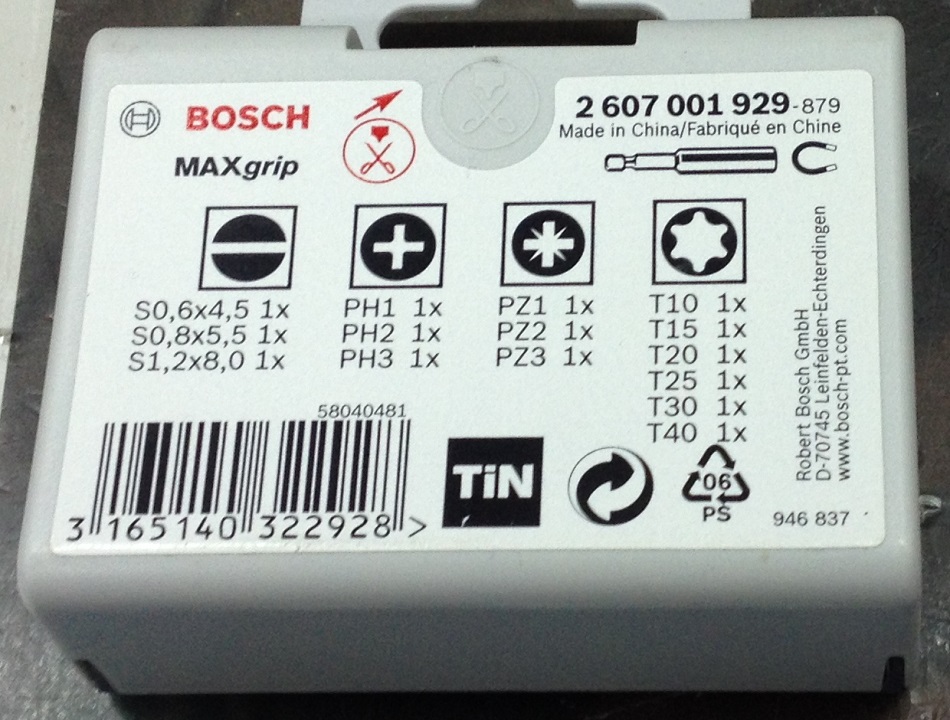 BOSCH
MAXgrip
2 607 001 929-879
Made in China/Fabriqué en Chine
S0,6x4,5 1x
S0,8x5,5 1x
S1,2x8,0 1x
PH1 1x
PH2 1x
PH3 1x
PZ1 1x
PZ2 1x
PZ3 1x
T10 1x
T15 1x
T20 1x
T25 1x
T30 1x
T40 1x
Robert Bosch GmbH
D-70745 Leinfelden-Echterdingen
www.bosch-pt.com
58040481
3 165140 322928 >
TiN
06
PS
946 837